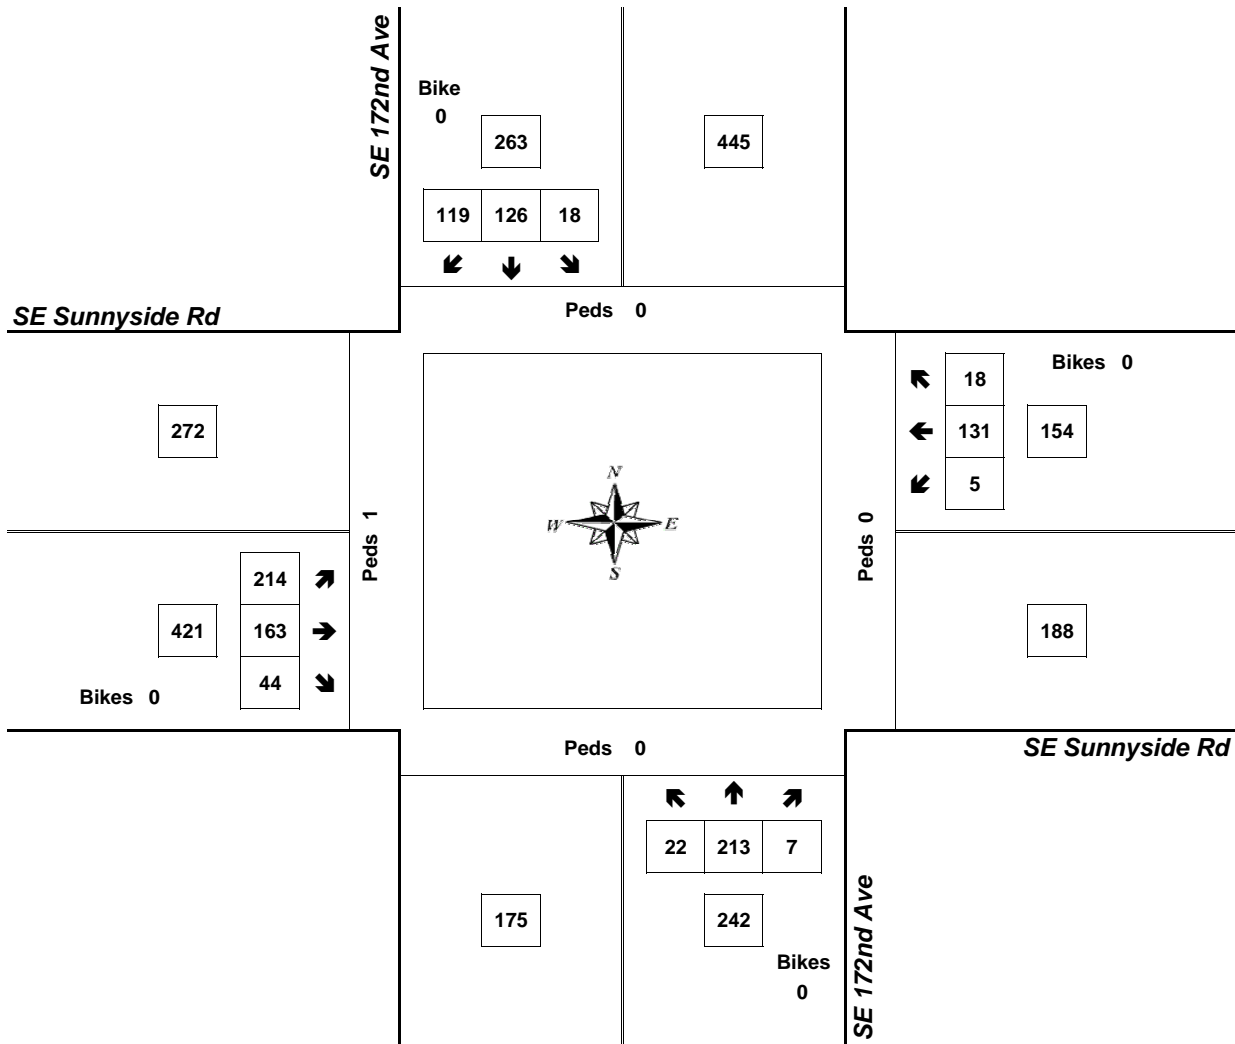 SE 172nd Ave
Bike
0
263
445
119 126 18
SE Sunnyside Rd
Peds 0
Bikes 0
18
272
131 154
5
N
W E
S
Peds 1
Peds 0
214
421 163
188
44
Bikes 0
Peds 0
SE Sunnyside Rd
22 213 7
175
242
SE 172nd Ave
Bikes
0